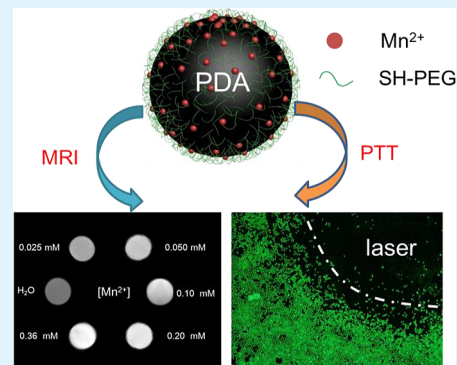 Mn²⁺
PDA
SH-PEG
MRI
PTT
0.025 mM
0.050 mM
H₂O
[Mn²⁺]
0.10 mM
0.36 mM
0.20 mM
laser